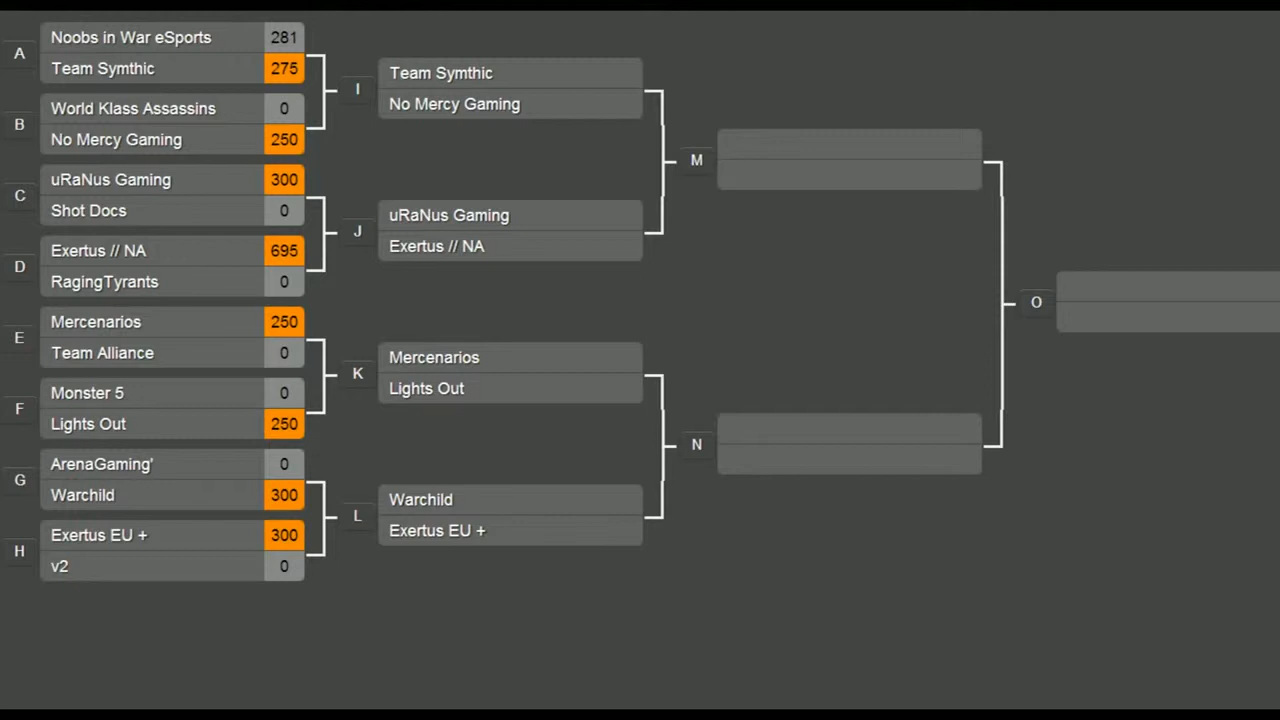 A
Noobs in War eSports 281
Team Symthic 275
B
World Klass Assassins 0
No Mercy Gaming 250
C
uRaNus Gaming 300
Shot Docs 0
D
Exertus // NA 695
RagingTyrants 0
E
Mercenarios 250
Team Alliance 0
F
Monster 5 0
Lights Out 250
G
ArenaGaming' 0
Warchild 300
H
Exertus EU + 300
v2 0
I
Team Symthic
No Mercy Gaming
J
uRaNus Gaming
Exertus // NA
K
Mercenarios
Lights Out
L
Warchild
Exertus EU +
M
N
O